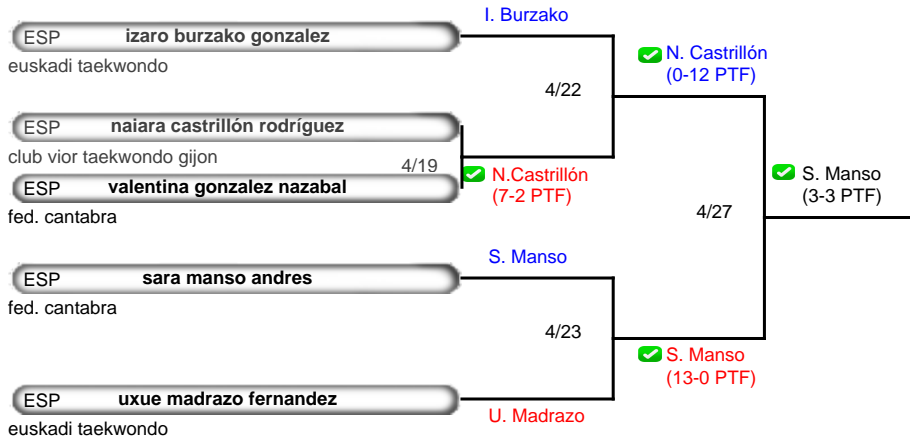 I. Burzako
ESP izaro burzako gonzalez
euskadi taekwondo
N. Castrillón
(0-12 PTF)
4/22
ESP naiara castrillón rodríguez
club vior taekwondo gijon
4/19
ESP valentina gonzalez nazabal
fed. cantabra
N.Castrillón
(7-2 PTF)
S. Manso
(3-3 PTF)
4/27
S. Manso
ESP sara manso andres
fed. cantabra
4/23
S. Manso
(13-0 PTF)
ESP uxue madrazo fernandez
euskadi taekwondo
U. Madrazo